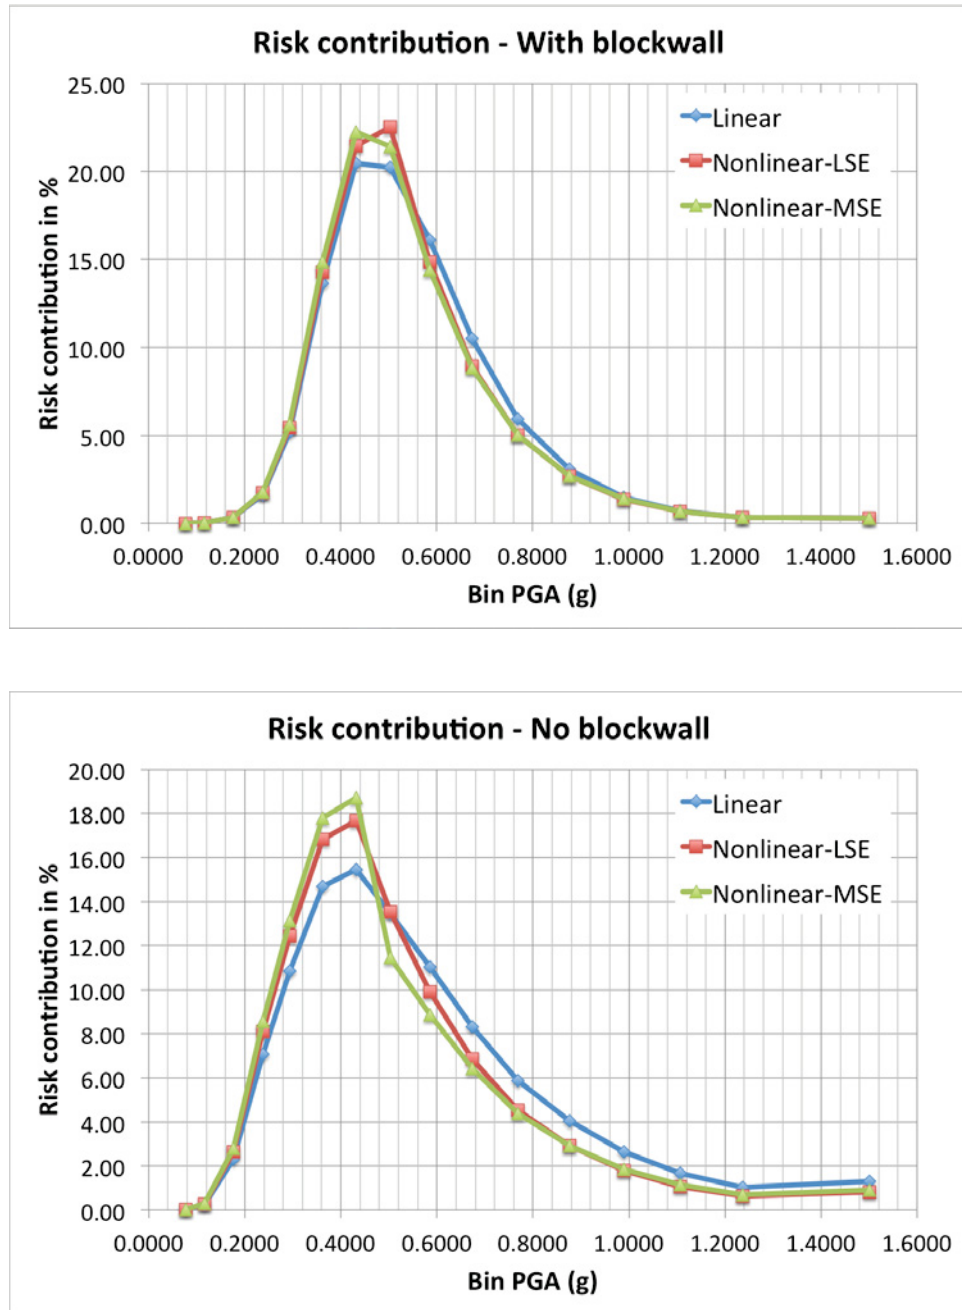 Risk contribution - With blockwall
25.00
20.00
15.00
10.00
5.00
0.00
Risk contribution in %
Linear
Nonlinear-LSE
Nonlinear-MSE
0.0000 0.2000 0.4000 0.6000 0.8000 1.0000 1.2000 1.4000 1.6000
Bin PGA (g)
Risk contribution - No blockwall
20.00
18.00
16.00
14.00
12.00
10.00
8.00
6.00
4.00
2.00
0.00
Risk contribution in %
Linear
Nonlinear-LSE
Nonlinear-MSE
0.0000 0.2000 0.4000 0.6000 0.8000 1.0000 1.2000 1.4000 1.6000
Bin PGA (g)